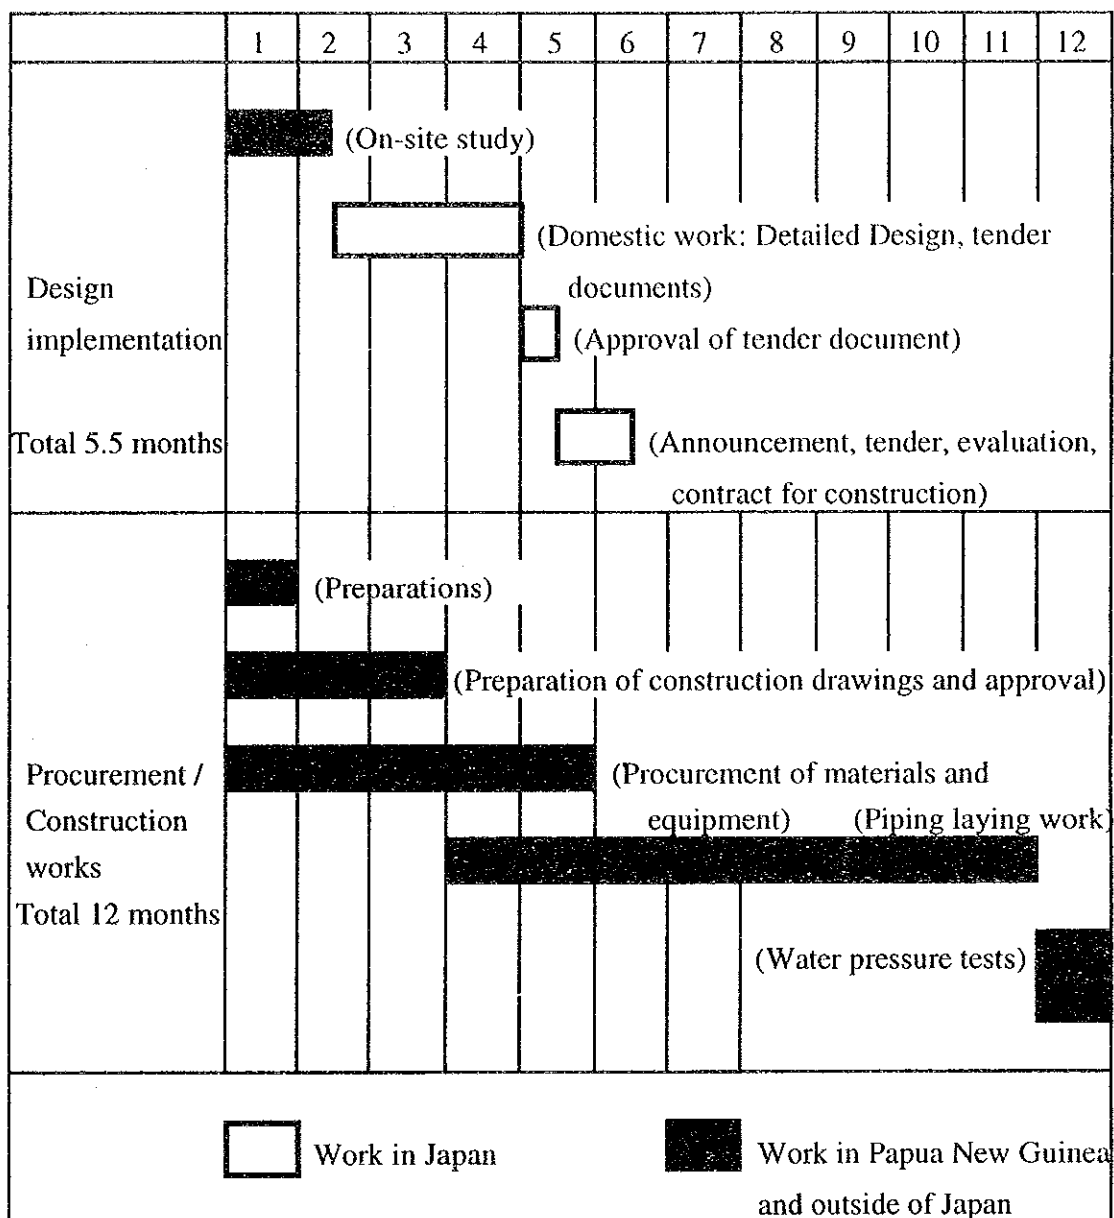 1 2 3 4 5 6 7 8 9 10 11 12
(On-site study)
(Domestic work: Detailed Design, tender
documents)
Design
implementation
(Approval of tender document)
Total 5.5 months
(Announcement, tender, evaluation,
contract for construction)
(Preparations)
(Preparation of construction drawings and approval)
Procurement /
Construction
works
Total 12 months
(Procurement of materials and
equipment)
(Piping laying work)
(Water pressure tests)
Work in Japan
Work in Papua New Guinea
and outside of Japan